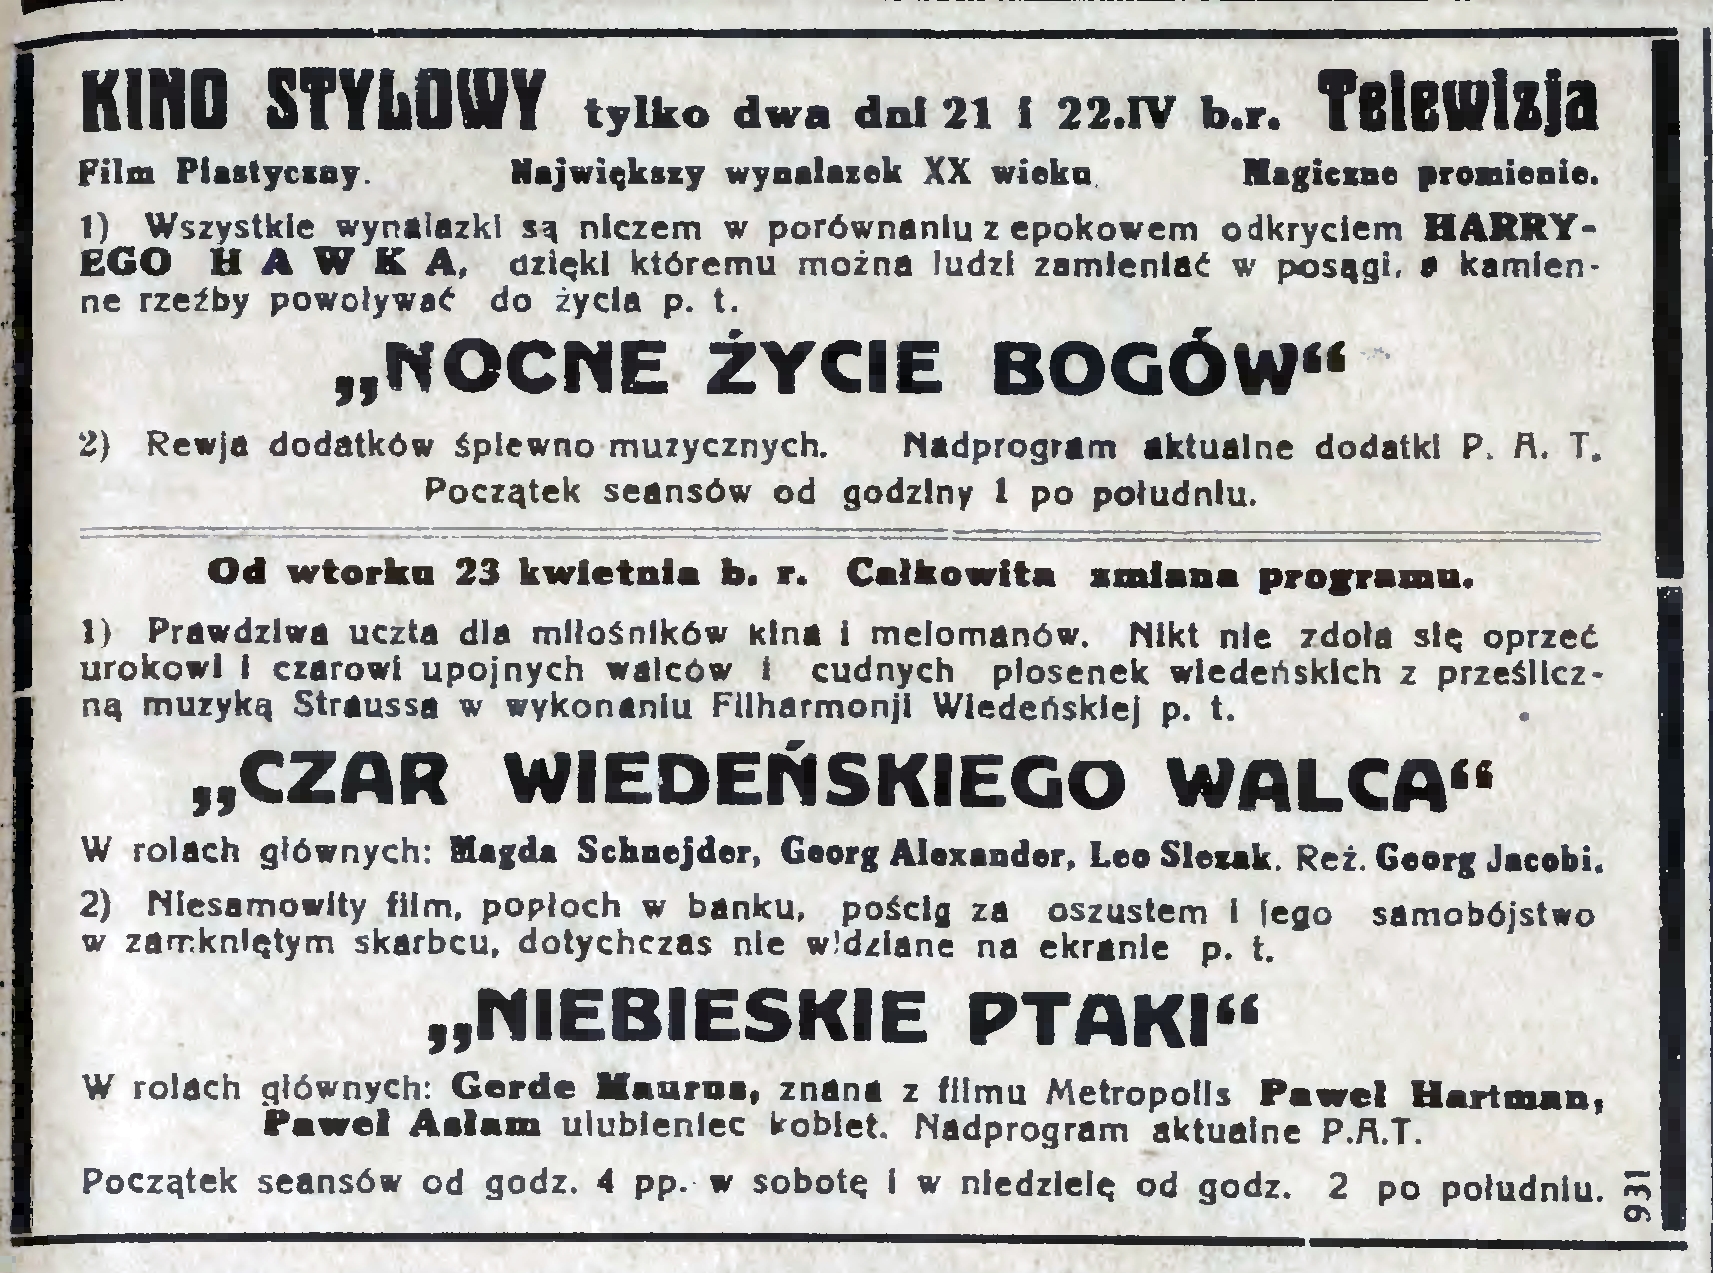 KINO STYLOWY tylko dwa dni 21 i 22.IV b.r. Telewizja
Film Plastyczny. Największy wynalazek XX wieku. Magiczne promienie.
1) Wszystkie wynalazki są niczem w porównaniu z epokowem odkryciem HARRY-
EGO HAWKA, dzięki któremu można ludzi zamieniać w posągi, a kamien-
ne rzeźby powoływać do życia p. t.
„NOCNE ŻYCIE BOGÓW“
2) Rewja dodatków śpiewno muzycznych. Nadprogram aktualne dodatki P. A. T.
Początek seansów od godziny 1 po południu.
Od wtorku 23 kwietnia b. r. Całkowita zmiana programu.
1) Prawdziwa uczta dla miłośników kina i melomanów. Nikt nie zdoła się oprzeć
urokowi i czarowi upojnych walców i cudnych piosenek wiedeńskich z prześlicz-
ną muzyką Straussa w wykonaniu Filharmonji Wiedeńskiej p. t.
„CZAR WIEDEŃSKIEGO WALCA“
W rolach głównych: Magda Schnejder, Georg Alexander, Leo Slezak. Reż. Georg Jacobi.
2) Niesamowity film, popłoch w banku, pościg za oszustem i jego samobójstwo
w zamkniętym skarbcu, dotychczas nie widziane na ekranie p. t.
„NIEBIESKIE PTAKI“
W rolach głównych: Gerde Maurus, znana z filmu Metropolis Paweł Hartman,
Paweł Aslam ulubieniec kobiet. Nadprogram aktualne P.A.T.
Początek seansów od godz. 4 pp. w sobotę i w niedzielę od godz. 2 po południu.
931